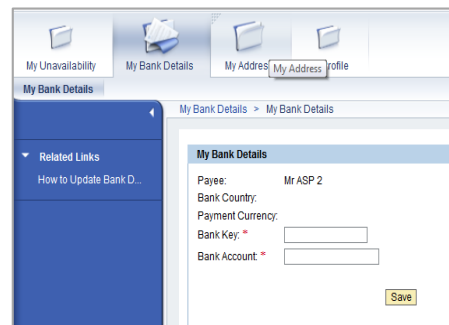 My Unavailability My Bank Details My Addres My Address rofile
My Bank Details
My Bank Details > My Bank Details
Related Links
How to Update Bank D...
My Bank Details
Payee: Mr ASP 2
Bank Country:
Payment Currency:
Bank Key: *
Bank Account: *
Save